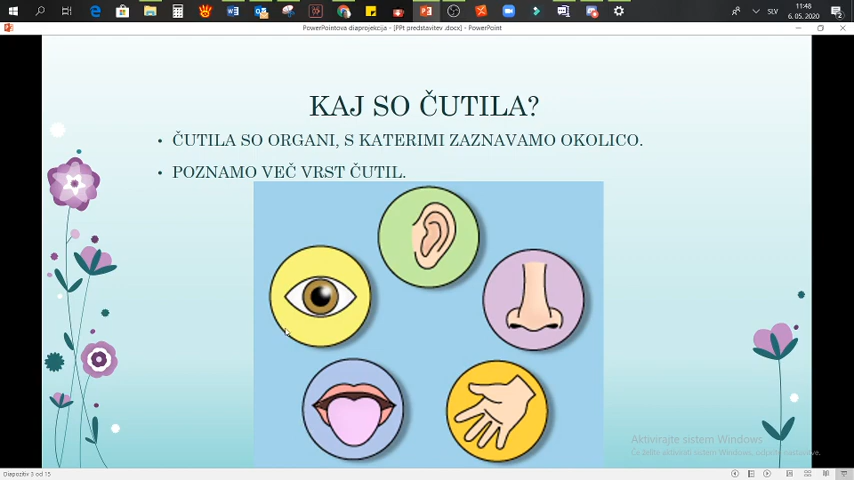 SLV
11:48
6. 05. 2020
PowerPointova diaprojekcija - [PPt predstavitev .docx] - PowerPoint
KAJ SO ČUTILA?
• ČUTILA SO ORGANI, S KATERIMI ZAZNAVAMO OKOLICO.
• POZNAMO VEČ VRST ČUTIL.
Aktivirajte sistem Windows
Če želite aktivirati sistem Windows, odprite nastavitve.
Diapozitiv 3 od 15